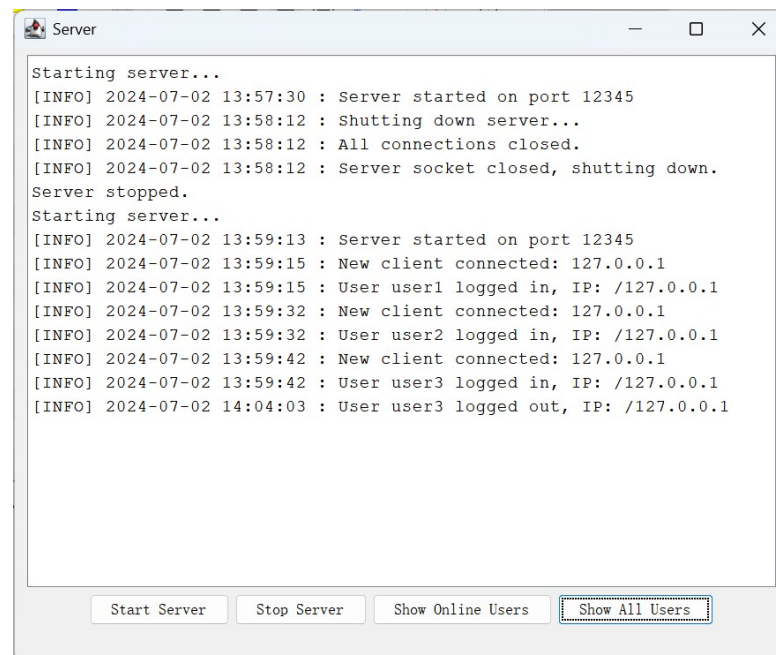 Server
Starting server...
[INFO] 2024-07-02 13:57:30 : Server started on port 12345
[INFO] 2024-07-02 13:58:12 : Shutting down server...
[INFO] 2024-07-02 13:58:12 : All connections closed.
[INFO] 2024-07-02 13:58:12 : Server socket closed, shutting down.
Server stopped.
Starting server...
[INFO] 2024-07-02 13:59:13 : Server started on port 12345
[INFO] 2024-07-02 13:59:15 : New client connected: 127.0.0.1
[INFO] 2024-07-02 13:59:15 : User user1 logged in, IP: /127.0.0.1
[INFO] 2024-07-02 13:59:32 : New client connected: 127.0.0.1
[INFO] 2024-07-02 13:59:32 : User user2 logged in, IP: /127.0.0.1
[INFO] 2024-07-02 13:59:42 : New client connected: 127.0.0.1
[INFO] 2024-07-02 13:59:42 : User user3 logged in, IP: /127.0.0.1
[INFO] 2024-07-02 14:04:03 : User user3 logged out, IP: /127.0.0.1
Start Server Stop Server Show Online Users Show All Users